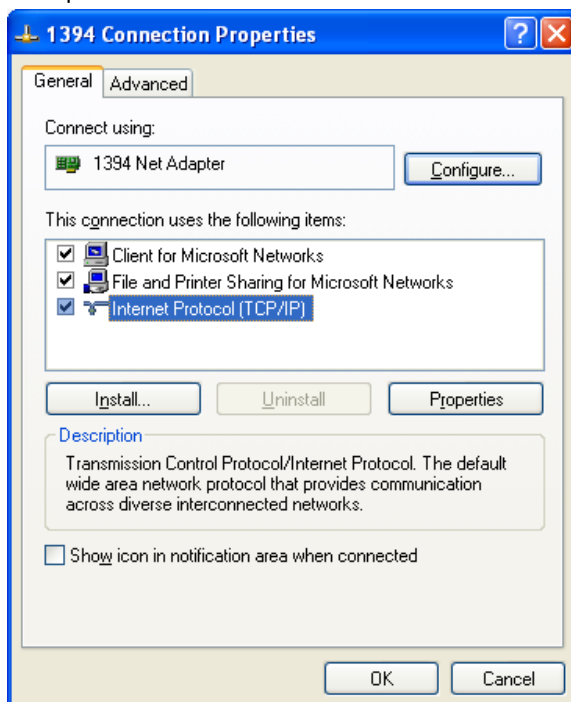 1394 Connection Properties
General Advanced
Connect using:
1394 Net Adapter
Configure...
This connection uses the following items:
Client for Microsoft Networks
File and Printer Sharing for Microsoft Networks
Internet Protocol (TCP/IP)
Install... Uninstall Properties
Description
Transmission Control Protocol/Internet Protocol. The default
wide area network protocol that provides communication
across diverse interconnected networks.
Show icon in notification area when connected
OK Cancel